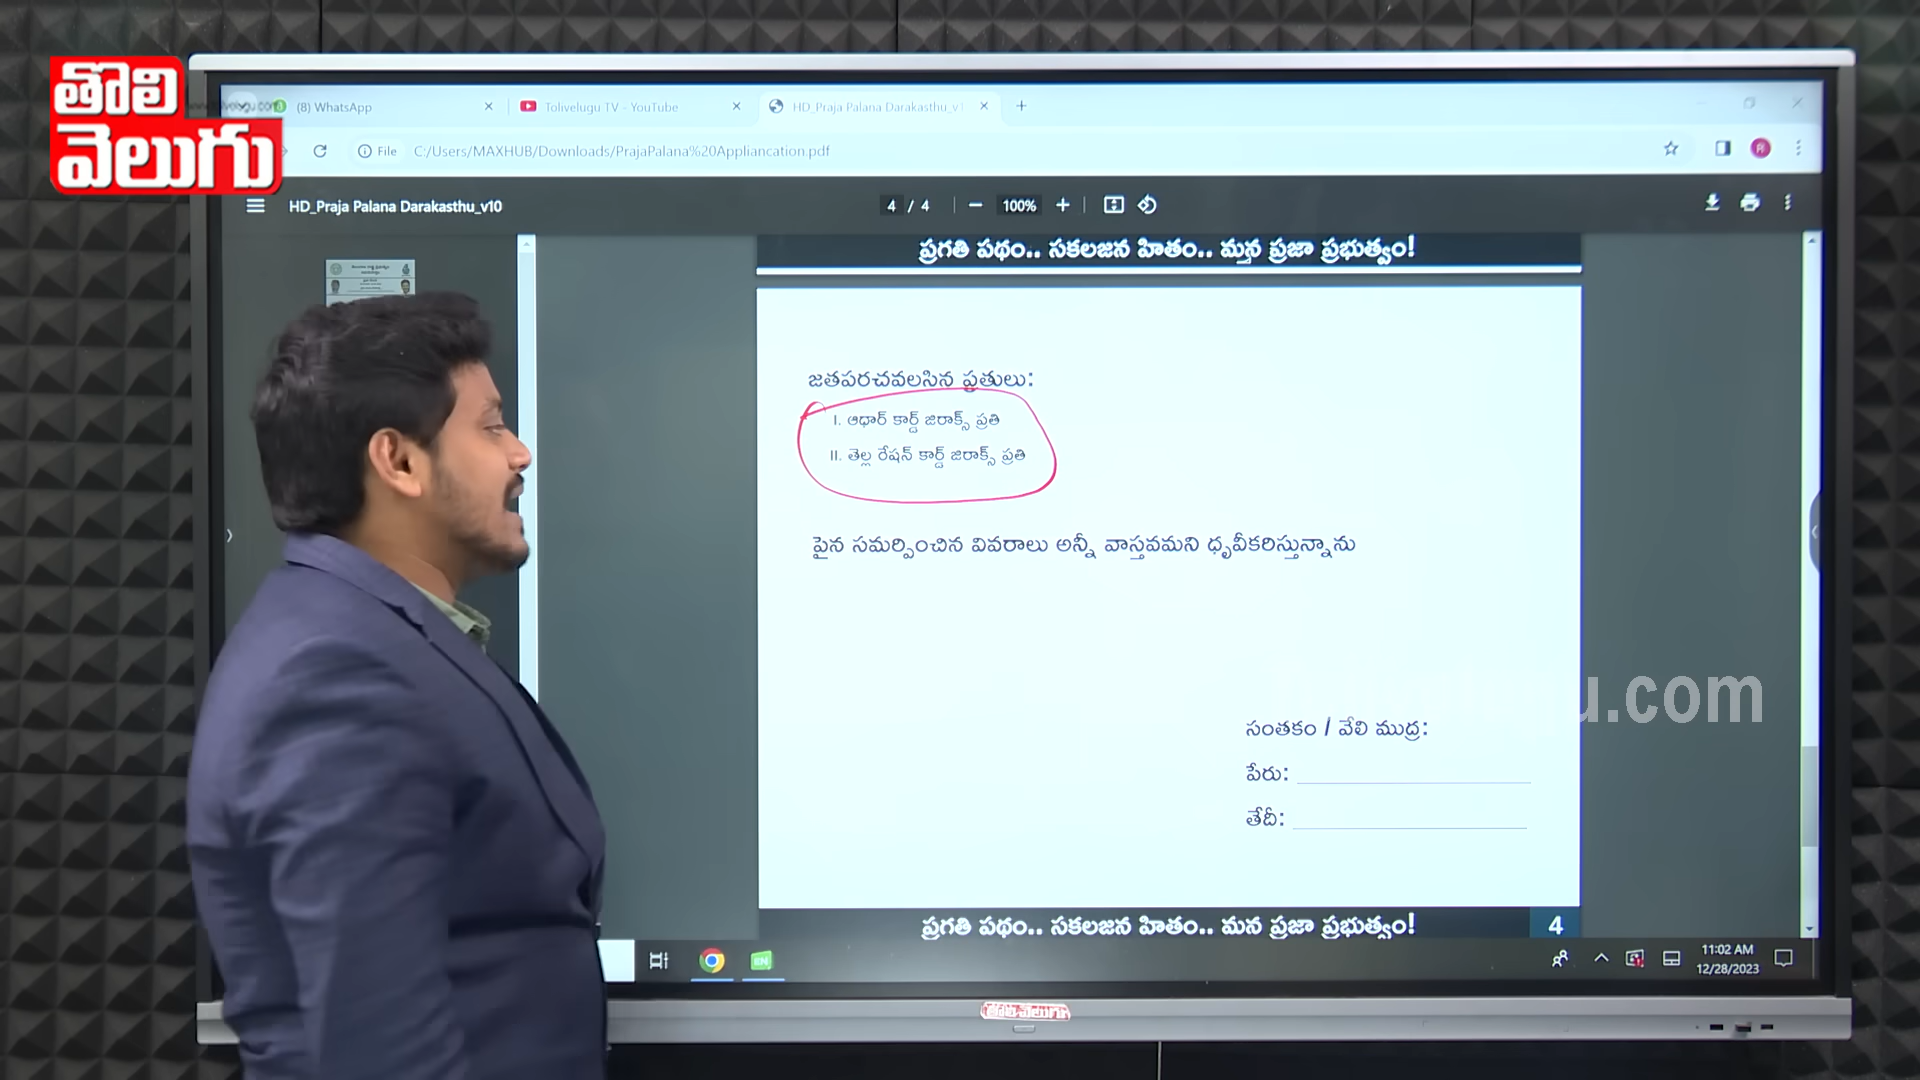 తొలి
వెలుగు
(8) WhatsApp
Tolivelugu TV - YouTube
HD_Praja Palana Darakasthu_v1
File
C:/Users/MAXHUB/Downloads/PrajaPalana%20Appliancation.pdf
HD_Praja Palana Darakasthu_v10
4 / 4
100%
ప్రగతి పథం.. సకలజన హితం.. మన ప్రజా ప్రభుత్వం!
జతపరచవలసిన ప్రతులు:
I. ఆధార్ కార్డ్ జిరాక్స్ ప్రతి
II. తెల్ల రేషన్ కార్డ్ జిరాక్స్ ప్రతి
పైన సమర్పించిన వివరాలు అన్నీ వాస్తవమని ధృవీకరిస్తున్నాను
u.com
సంతకం / వేలి ముద్ర:
పేరు:
తేదీ:
ప్రగతి పథం.. సకలజన హితం.. మన ప్రజా ప్రభుత్వం!
4
11:02 AM
12/28/2023
తొలి వెలుగు